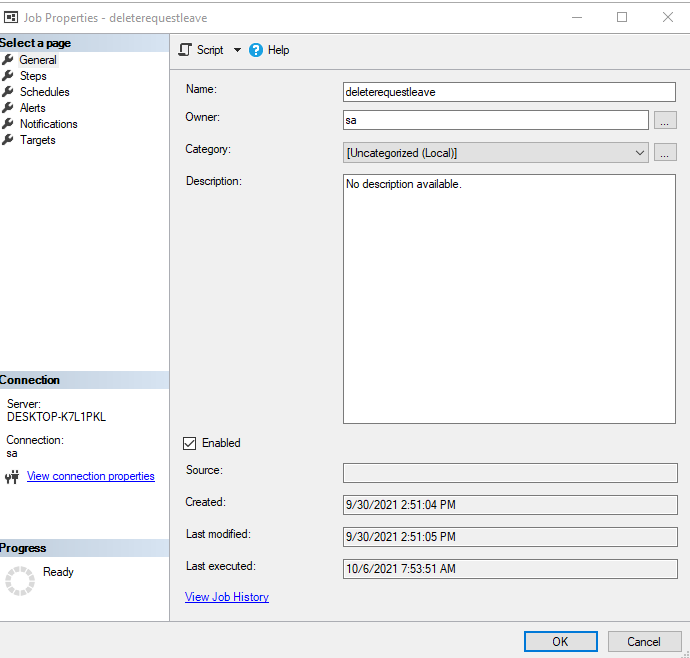 Job Properties - deleterequestleave
Select a page
General
Steps
Schedules
Alerts
Notifications
Targets
Connection
Server:
DESKTOP-K7L1PKL
Connection:
sa
View connection properties
Progress
Ready
Script
Help
Name:
deleterequestleave
Owner:
sa
...
Category:
[Uncategorized (Local)]
...
Description:
No description available.
Enabled
Source:
Created:
9/30/2021 2:51:04 PM
Last modified:
9/30/2021 2:51:05 PM
Last executed:
10/6/2021 7:53:51 AM
View Job History
OK
Cancel